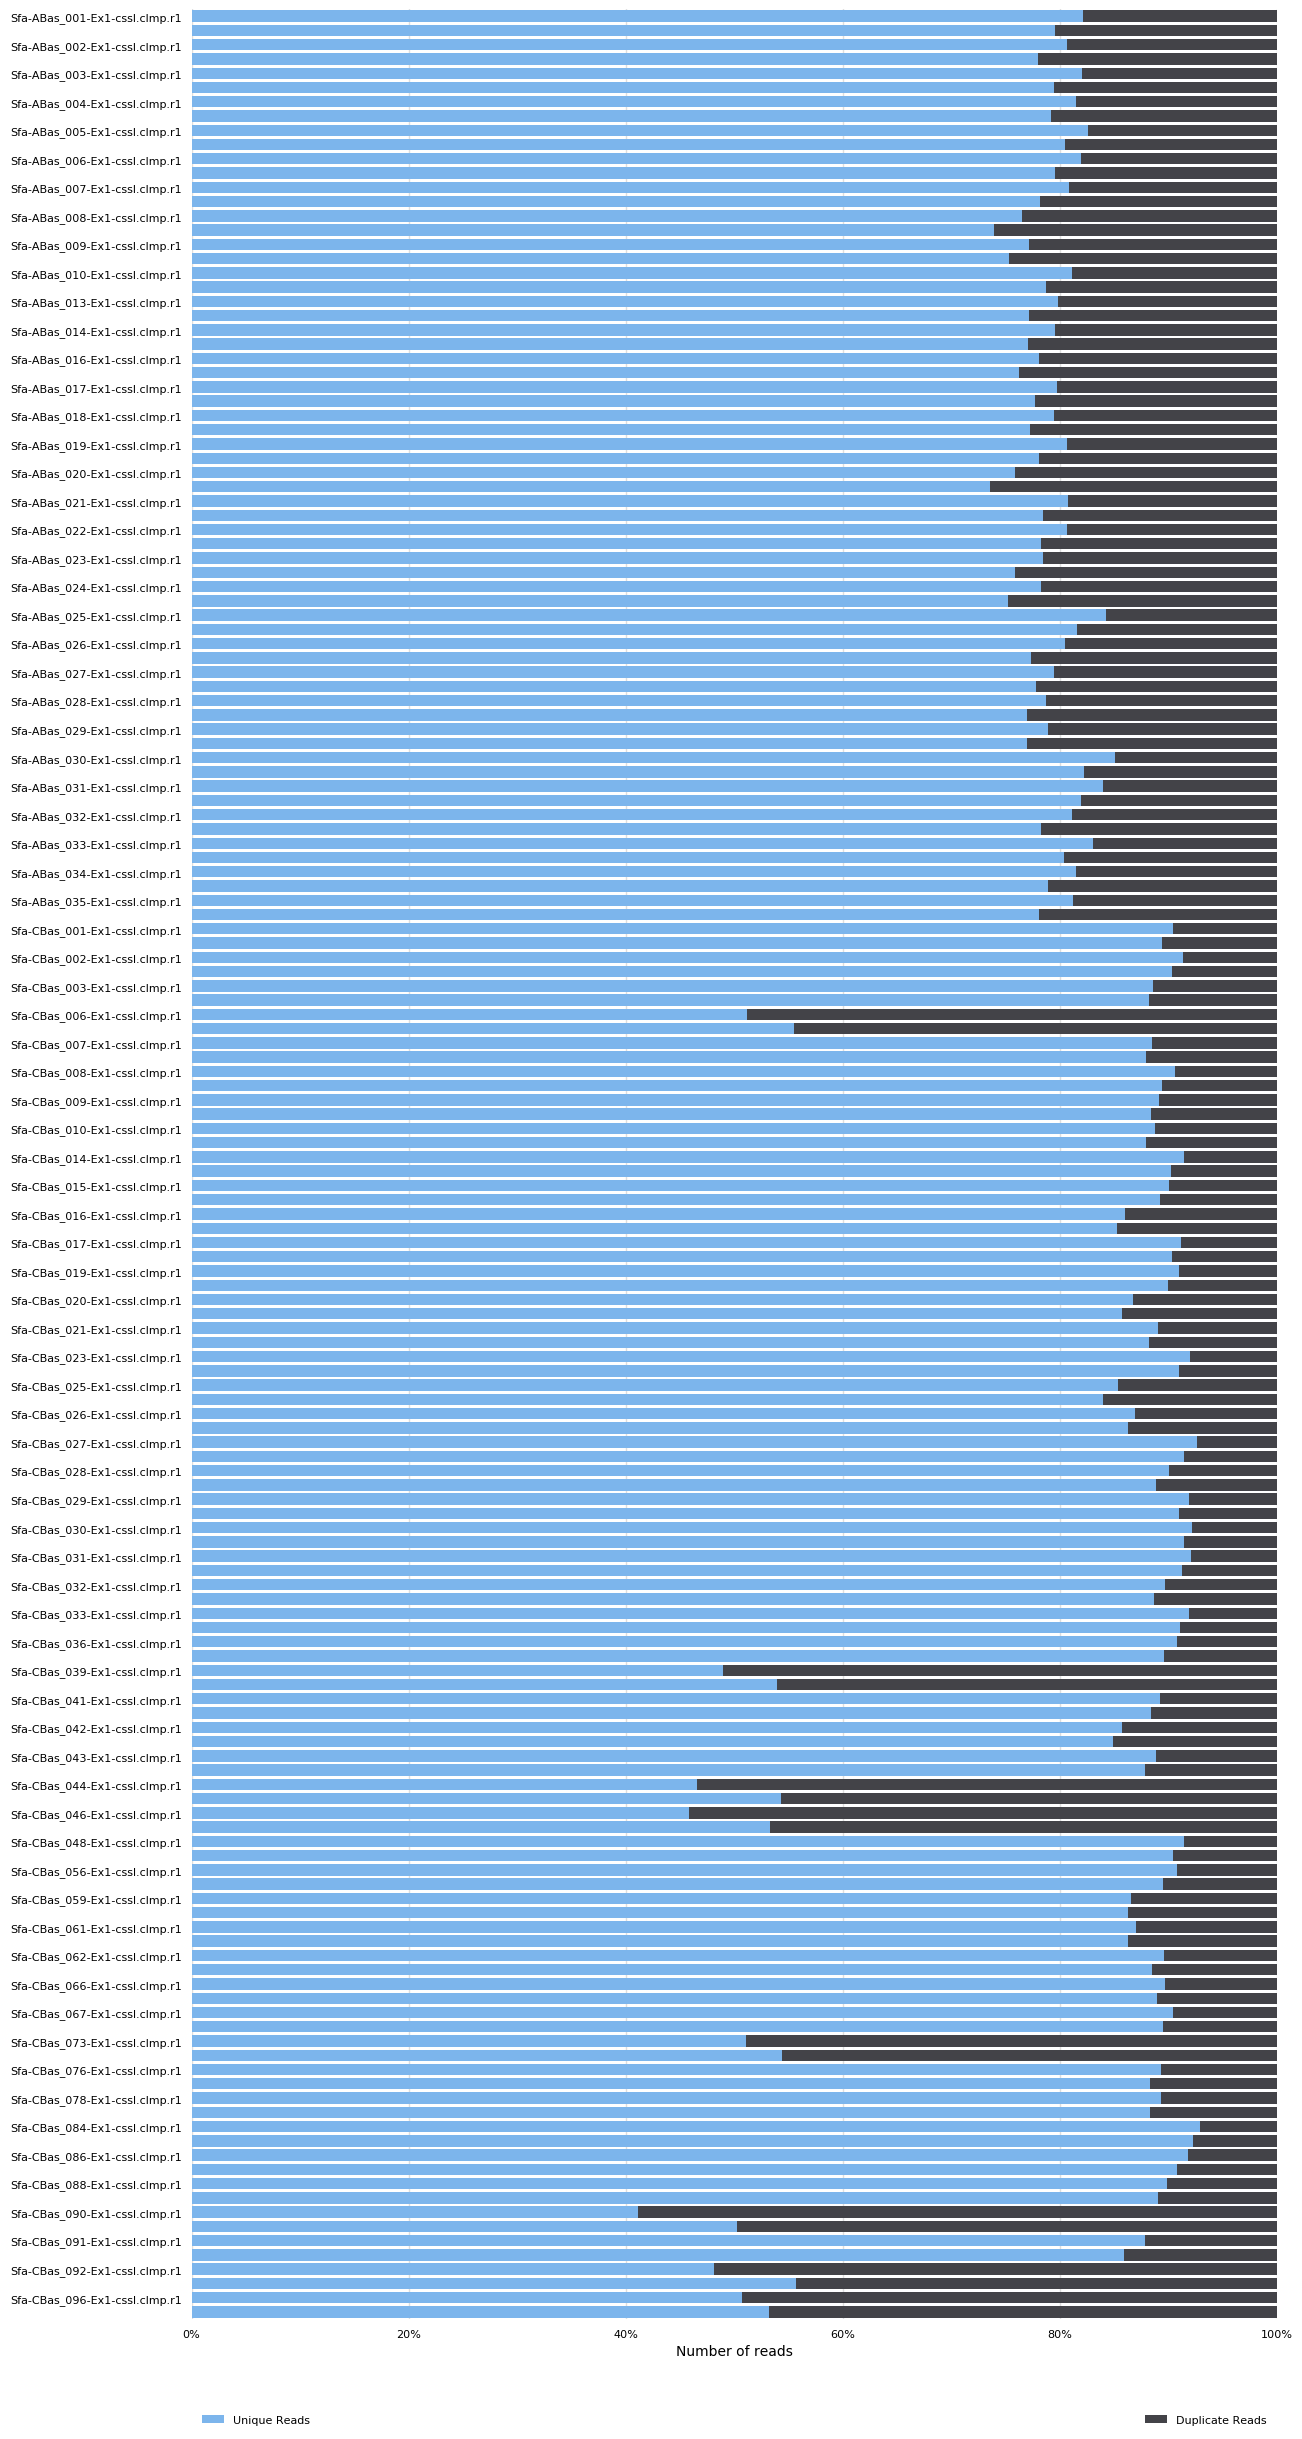 Sfa-ABas_001-Ex1-cssl.clmp.r1
Sfa-ABas_002-Ex1-cssl.clmp.r1
Sfa-ABas_003-Ex1-cssl.clmp.r1
Sfa-ABas_004-Ex1-cssl.clmp.r1
Sfa-ABas_005-Ex1-cssl.clmp.r1
Sfa-ABas_006-Ex1-cssl.clmp.r1
Sfa-ABas_007-Ex1-cssl.clmp.r1
Sfa-ABas_008-Ex1-cssl.clmp.r1
Sfa-ABas_009-Ex1-cssl.clmp.r1
Sfa-ABas_010-Ex1-cssl.clmp.r1
Sfa-ABas_013-Ex1-cssl.clmp.r1
Sfa-ABas_014-Ex1-cssl.clmp.r1
Sfa-ABas_016-Ex1-cssl.clmp.r1
Sfa-ABas_017-Ex1-cssl.clmp.r1
Sfa-ABas_018-Ex1-cssl.clmp.r1
Sfa-ABas_019-Ex1-cssl.clmp.r1
Sfa-ABas_020-Ex1-cssl.clmp.r1
Sfa-ABas_021-Ex1-cssl.clmp.r1
Sfa-ABas_022-Ex1-cssl.clmp.r1
Sfa-ABas_023-Ex1-cssl.clmp.r1
Sfa-ABas_024-Ex1-cssl.clmp.r1
Sfa-ABas_025-Ex1-cssl.clmp.r1
Sfa-ABas_026-Ex1-cssl.clmp.r1
Sfa-ABas_027-Ex1-cssl.clmp.r1
Sfa-ABas_028-Ex1-cssl.clmp.r1
Sfa-ABas_029-Ex1-cssl.clmp.r1
Sfa-ABas_030-Ex1-cssl.clmp.r1
Sfa-ABas_031-Ex1-cssl.clmp.r1
Sfa-ABas_032-Ex1-cssl.clmp.r1
Sfa-ABas_033-Ex1-cssl.clmp.r1
Sfa-ABas_034-Ex1-cssl.clmp.r1
Sfa-ABas_035-Ex1-cssl.clmp.r1
Sfa-CBas_001-Ex1-cssl.clmp.r1
Sfa-CBas_002-Ex1-cssl.clmp.r1
Sfa-CBas_003-Ex1-cssl.clmp.r1
Sfa-CBas_006-Ex1-cssl.clmp.r1
Sfa-CBas_007-Ex1-cssl.clmp.r1
Sfa-CBas_008-Ex1-cssl.clmp.r1
Sfa-CBas_009-Ex1-cssl.clmp.r1
Sfa-CBas_010-Ex1-cssl.clmp.r1
Sfa-CBas_014-Ex1-cssl.clmp.r1
Sfa-CBas_015-Ex1-cssl.clmp.r1
Sfa-CBas_016-Ex1-cssl.clmp.r1
Sfa-CBas_017-Ex1-cssl.clmp.r1
Sfa-CBas_019-Ex1-cssl.clmp.r1
Sfa-CBas_020-Ex1-cssl.clmp.r1
Sfa-CBas_021-Ex1-cssl.clmp.r1
Sfa-CBas_023-Ex1-cssl.clmp.r1
Sfa-CBas_025-Ex1-cssl.clmp.r1
Sfa-CBas_026-Ex1-cssl.clmp.r1
Sfa-CBas_027-Ex1-cssl.clmp.r1
Sfa-CBas_028-Ex1-cssl.clmp.r1
Sfa-CBas_029-Ex1-cssl.clmp.r1
Sfa-CBas_030-Ex1-cssl.clmp.r1
Sfa-CBas_031-Ex1-cssl.clmp.r1
Sfa-CBas_032-Ex1-cssl.clmp.r1
Sfa-CBas_033-Ex1-cssl.clmp.r1
Sfa-CBas_036-Ex1-cssl.clmp.r1
Sfa-CBas_039-Ex1-cssl.clmp.r1
Sfa-CBas_041-Ex1-cssl.clmp.r1
Sfa-CBas_042-Ex1-cssl.clmp.r1
Sfa-CBas_043-Ex1-cssl.clmp.r1
Sfa-CBas_044-Ex1-cssl.clmp.r1
Sfa-CBas_046-Ex1-cssl.clmp.r1
Sfa-CBas_048-Ex1-cssl.clmp.r1
Sfa-CBas_056-Ex1-cssl.clmp.r1
Sfa-CBas_059-Ex1-cssl.clmp.r1
Sfa-CBas_061-Ex1-cssl.clmp.r1
Sfa-CBas_062-Ex1-cssl.clmp.r1
Sfa-CBas_066-Ex1-cssl.clmp.r1
Sfa-CBas_067-Ex1-cssl.clmp.r1
Sfa-CBas_073-Ex1-cssl.clmp.r1
Sfa-CBas_076-Ex1-cssl.clmp.r1
Sfa-CBas_078-Ex1-cssl.clmp.r1
Sfa-CBas_084-Ex1-cssl.clmp.r1
Sfa-CBas_086-Ex1-cssl.clmp.r1
Sfa-CBas_088-Ex1-cssl.clmp.r1
Sfa-CBas_090-Ex1-cssl.clmp.r1
Sfa-CBas_091-Ex1-cssl.clmp.r1
Sfa-CBas_092-Ex1-cssl.clmp.r1
Sfa-CBas_096-Ex1-cssl.clmp.r1
0% 20% 40% 60% 80% 100%
Number of reads
Unique Reads Duplicate Reads